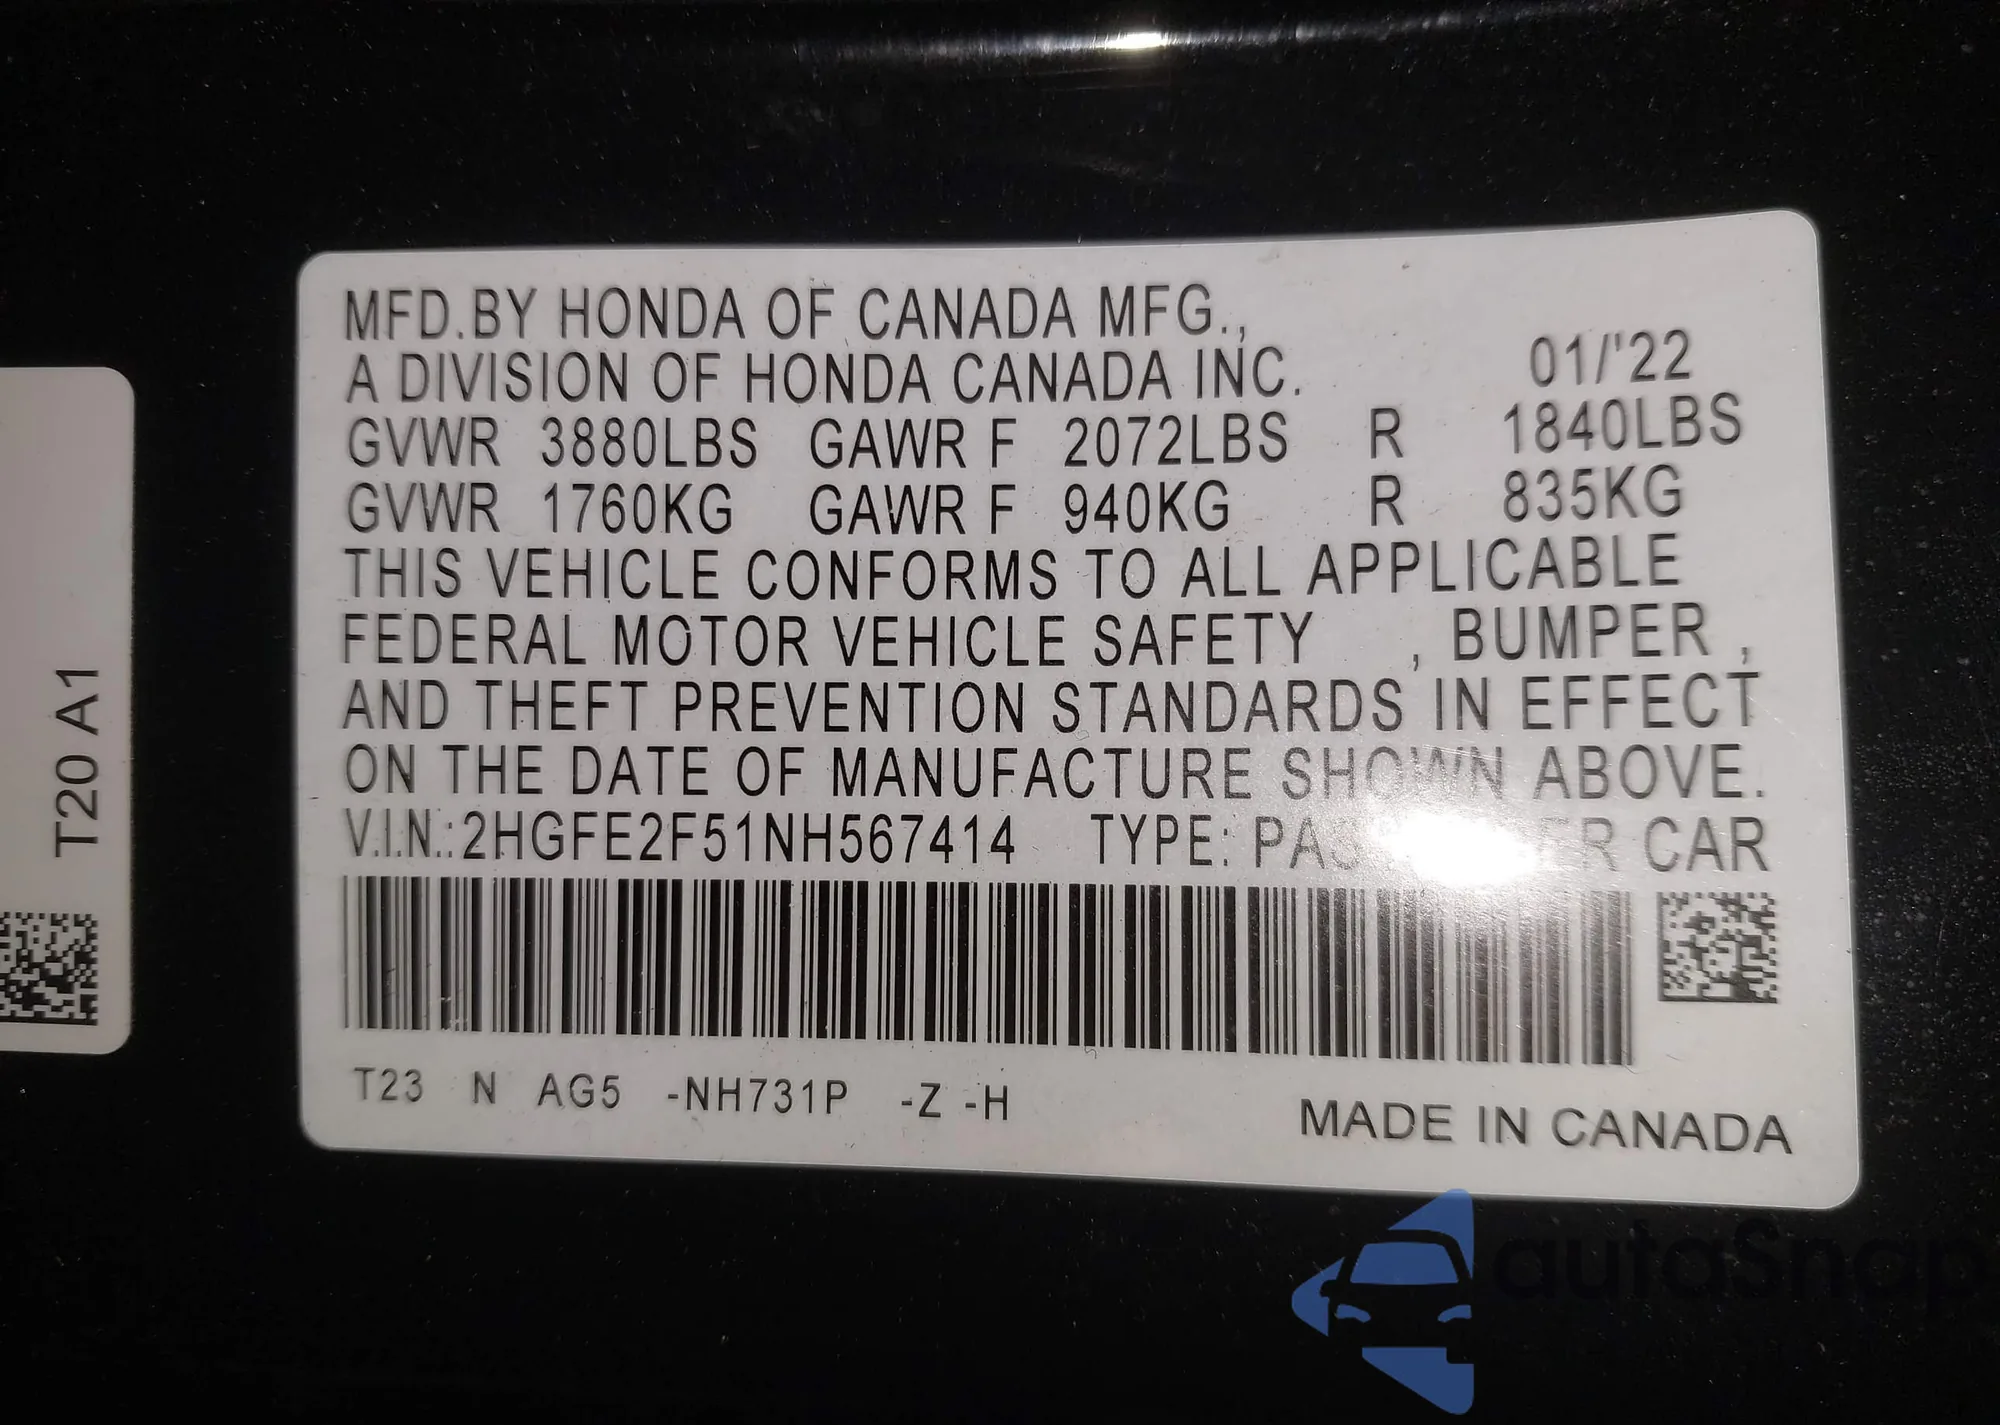 MFD.BY HONDA OF CANADA MFG.,
A DIVISION OF HONDA CANADA INC. 01/'22
GVWR 3880LBS GAWR F 2072LBS R 1840LBS
GVWR 1760KG GAWR F 940KG R 835KG
THIS VEHICLE CONFORMS TO ALL APPLICABLE
FEDERAL MOTOR VEHICLE SAFETY , BUMPER ,
AND THEFT PREVENTION STANDARDS IN EFFECT
ON THE DATE OF MANUFACTURE SHOWN ABOVE.
V.I.N.:2HGFE2F51NH567414 TYPE: CAR
T23 N AG5 -NH731P -Z -H
MADE IN CANADA
T20 A1
autoSnap